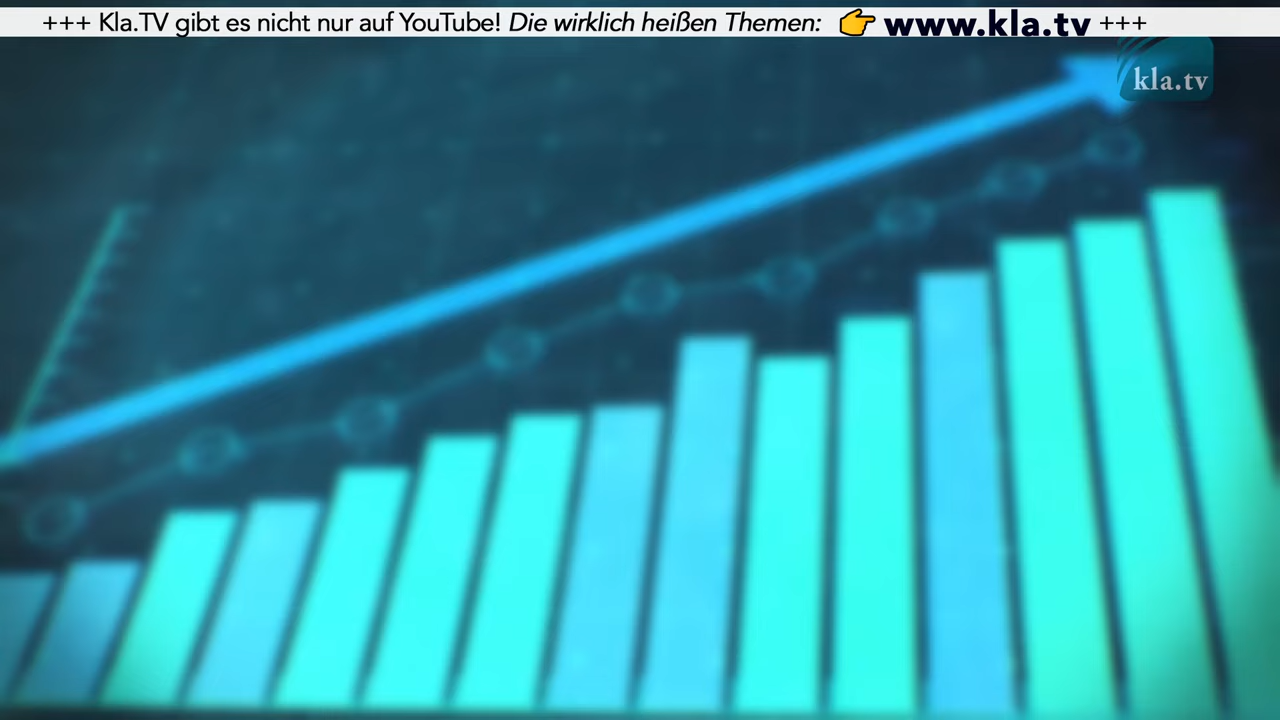 +++ Kla.TV gibt es nicht nur auf YouTube! Die wirklich heißen Themen: 👉 www.kla.tv +++
kla.tv